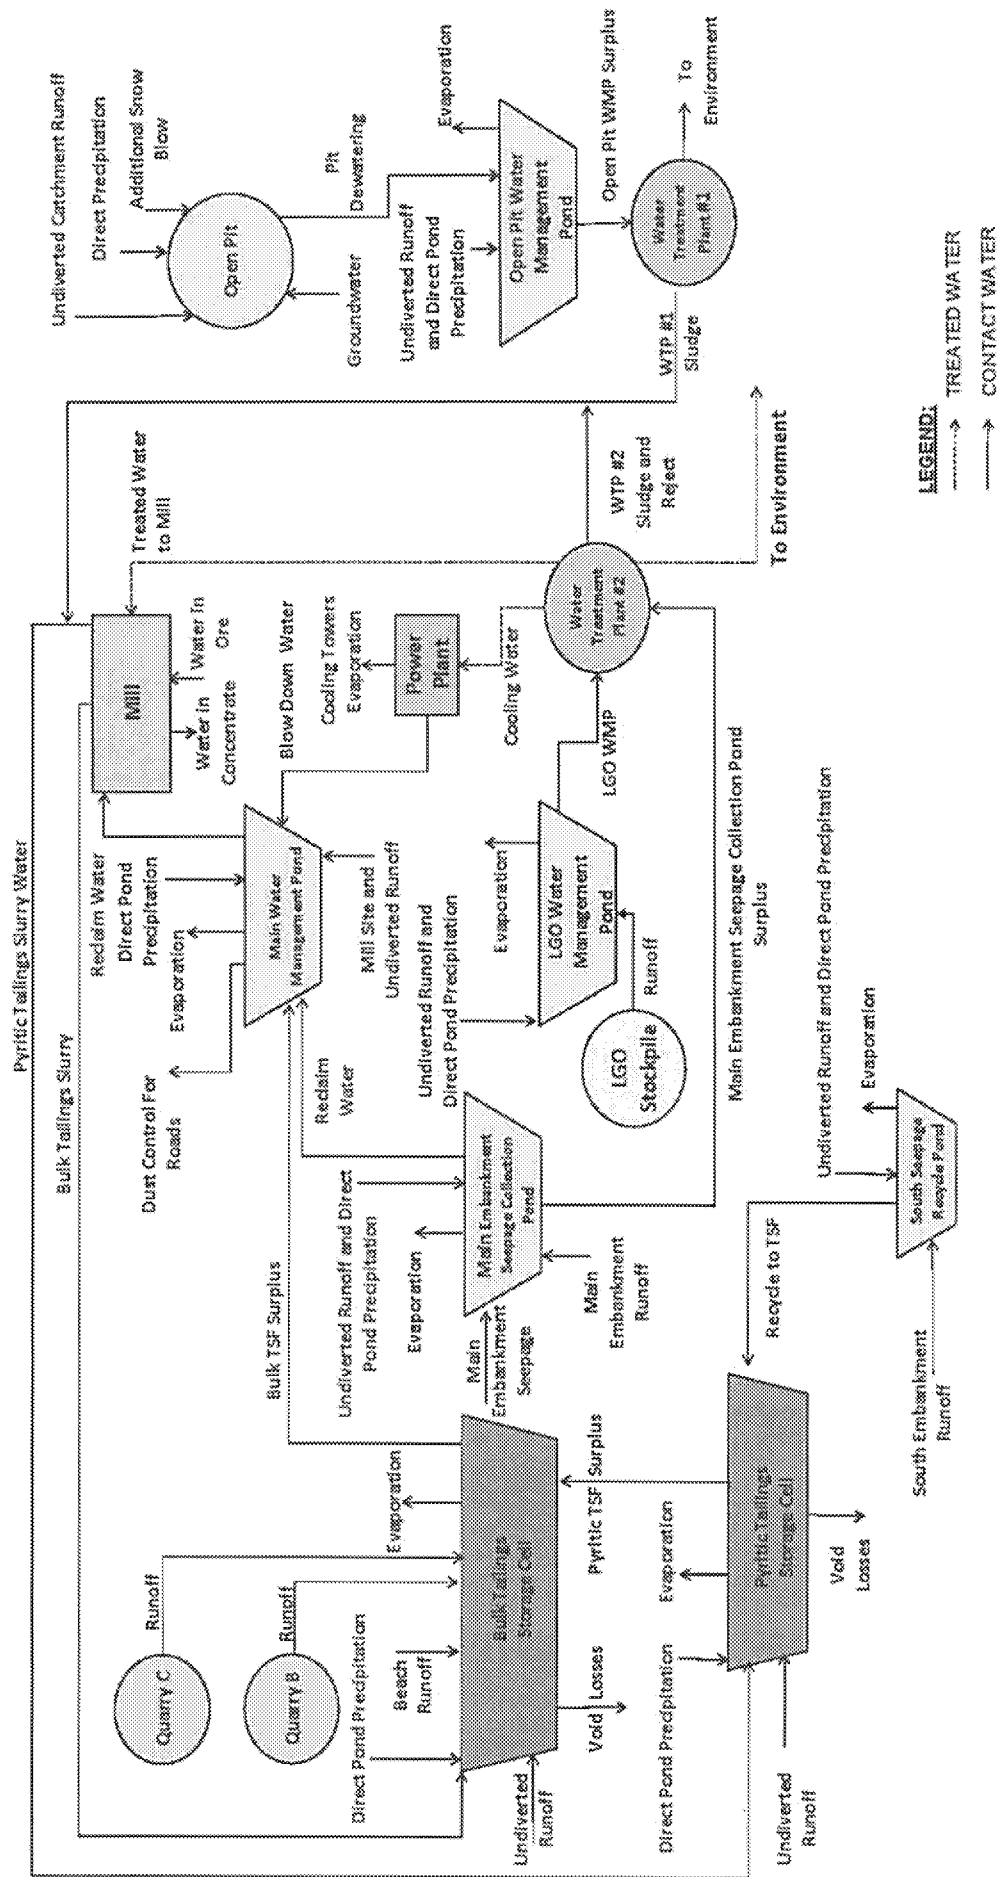 Pyritic Tailings Slurry Water
Bulk Tailings Slurry
Quarry C
Runoff
Quarry B
Runoff
Direct Pond Precipitation
Beach
Runoff
Evaporation
Bulk Tailings
Storage Cell
Undiverted
Runoff
Void Losses
Bulk TSF Surplus
Pyritic TSF Surplus
Direct Pond Precipitation
Evaporation
Pyritic Tailings
Storage Cell
Undiverted
Runoff
Void
Losses
Dust Control For
Roads
Evaporation
Direct Pond
Precipitation
Reclaim Water
Main Water
Management Pond
Mill Site and
Undiverted Runoff
Reclaim
Water
Undiverted Runoff and Direct
Pond Precipitation
Evaporation
Main Embankment
Seepage Collection
Pond
Main
Embankment
Seepage
Main
Embankment
Runoff
Main Embankment Seepage Collection Pond
Surplus
Mill
Water in
Concentrate
Water in
Ore
Treated Water
to Mill
Blow Down Water
Cooling Towers
Evaporation
Power
Plant
Cooling Water
Undiverted Runoff and
Direct Pond Precipitation
Evaporation
LGO Water
Management
Pond
LGO WMP
LGO
Stockpile
Runoff
Water
Treatment
Plant #2
WTP #2
Sludge and
Reject
To Environment
Recycle to TSF
Undiverted Runoff and Direct Pond Precipitation
Evaporation
South Seepage
Recycle Pond
South Embankment
Runoff
Undiverted Catchment Runoff
Direct Precipitation
Additional Snow
Blow
Open Pit
Groundwater
Pit
Dewatering
Undiverted Runoff
and Direct Pond
Precipitation
Evaporation
Open Pit Water
Management
Pond
Open Pit WMP Surplus
Water
Treatment
Plant #1
WTP #1
Sludge
To
Environment
LEGEND:
TREATED WATER
CONTACT WATER